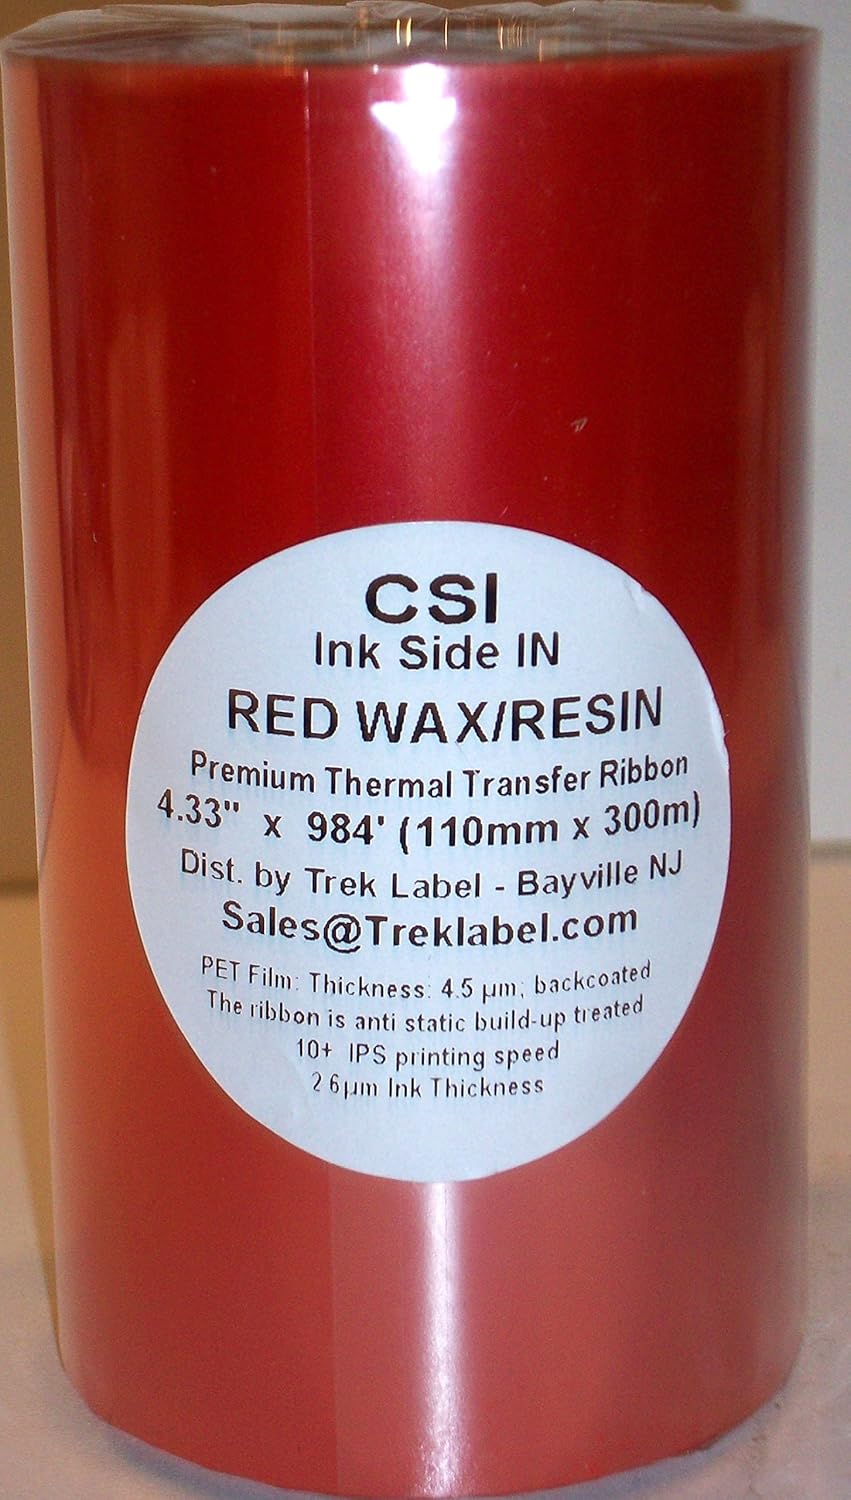 CSI
Ink Side IN
RED WAX/RESIN
Premium Thermal Transfer Ribbon
4.33" x 984' (110mm x 300m)
Dist. by Trek Label - Bayville NJ
Sales@Treklabel.com
PET Film: Thickness: 4.5 µm; backcoated
The ribbon is anti static build-up treated
10+ IPS printing speed
2.6µm Ink Thickness